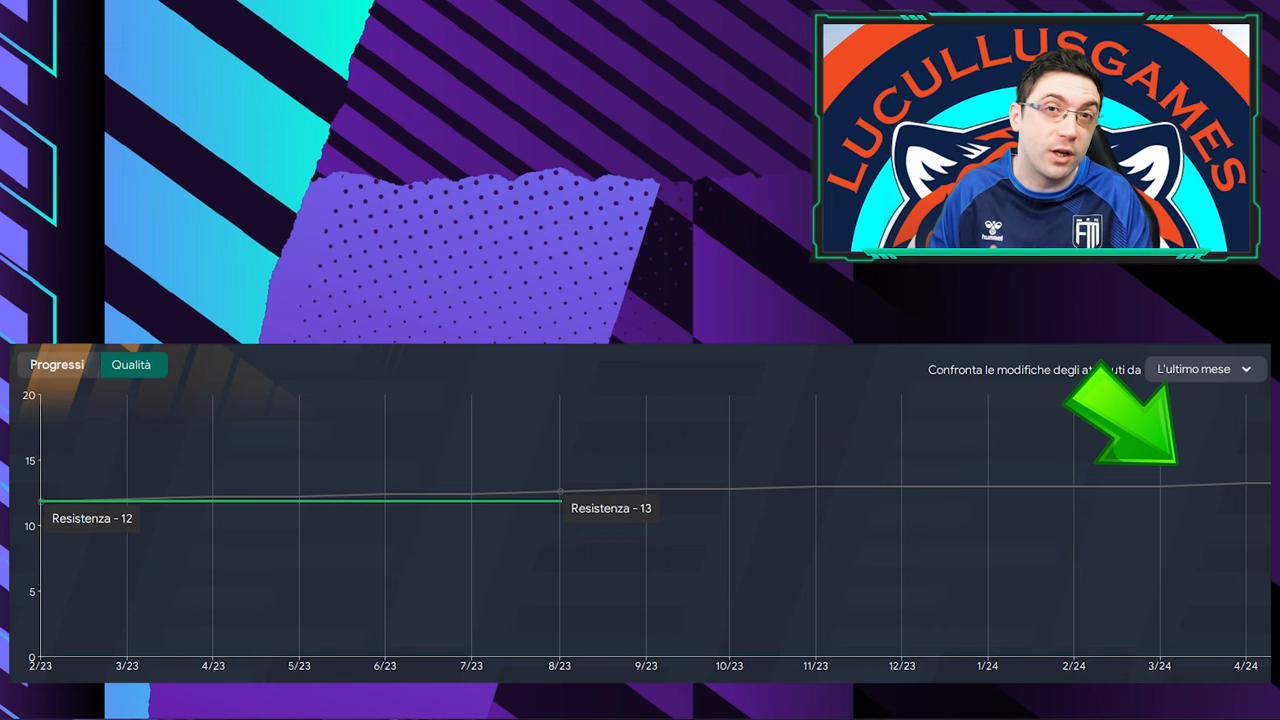 LUCULLUSGAMES
hummel
FM
Progressi
Qualità
Confronta le modifiche degli
da
L'ultimo mese
20
15
10
5
0
Resistenza - 12
Resistenza - 13
2/23
3/23
4/23
5/23
6/23
7/23
8/23
9/23
10/23
11/23
12/23
1/24
2/24
3/24
4/24